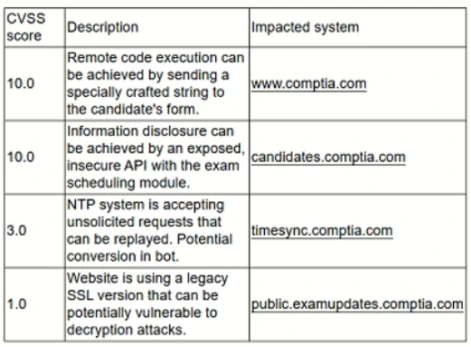 CVSS score Description Impacted system
10.0
Remote code execution can
be achieved by sending a
specially crafted string to
the candidate's form.
www.comptia.com
10.0
Information disclosure can
be achieved by an exposed,
insecure API with the exam
scheduling module.
candidates.comptia.com
3.0
NTP system is accepting
unsolicited requests that
can be replayed. Potential
conversion in bot.
timesync.comptia.com
1.0
Website is using a legacy
SSL version that can be
potentially vulnerable to
decryption attacks.
public.examupdates.comptia.com